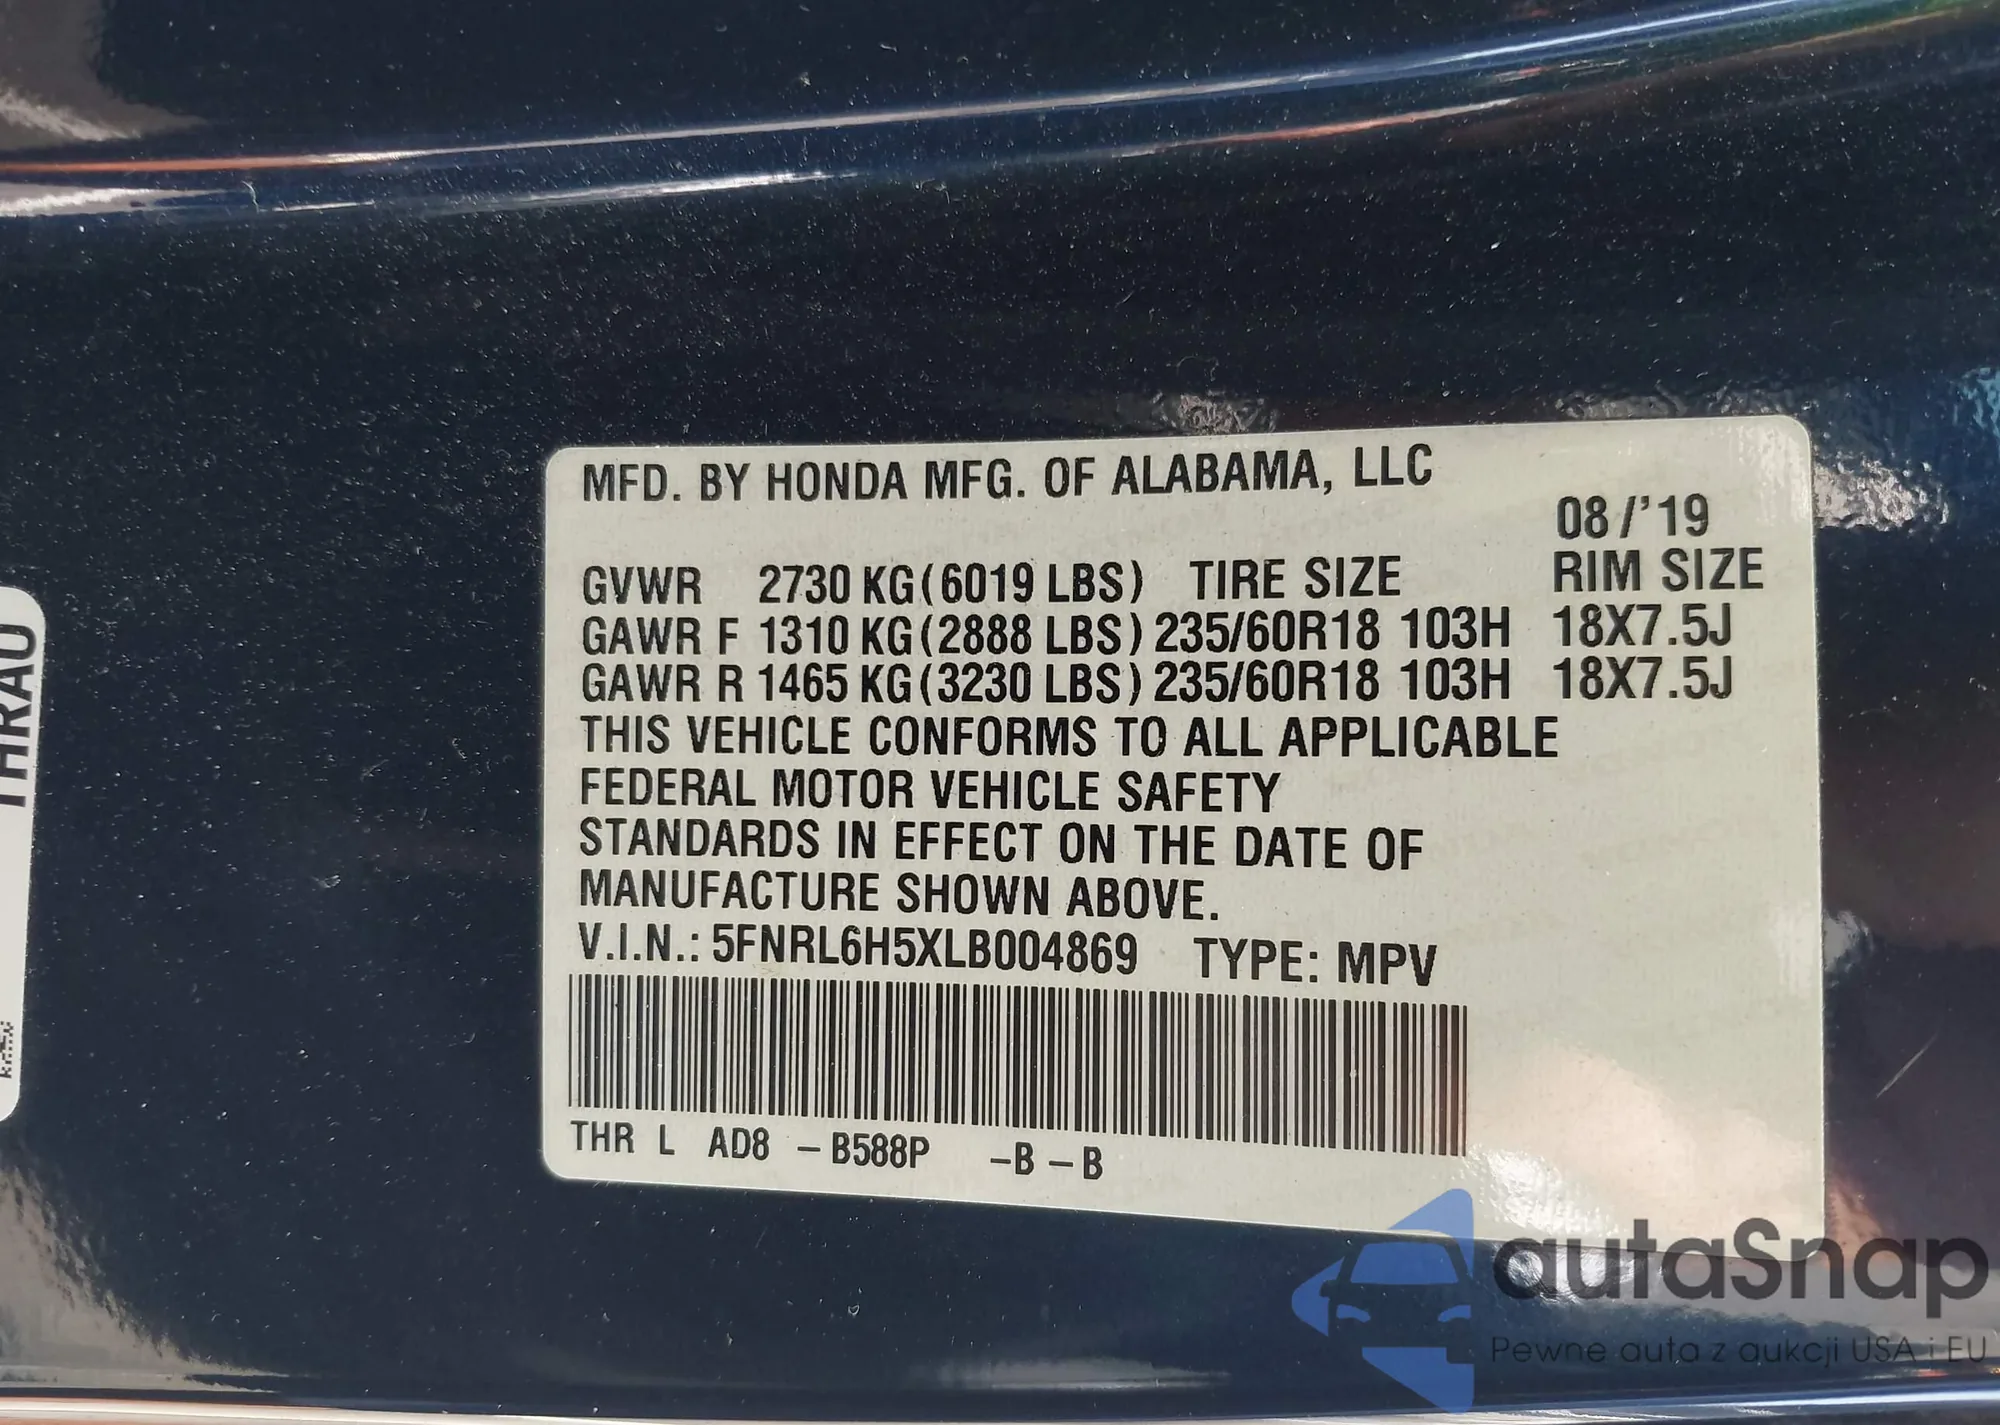 MFD. BY HONDA MFG. OF ALABAMA, LLC
08/'19
GVWR 2730 KG(6019 LBS) TIRE SIZE RIM SIZE
GAWR F 1310 KG(2888 LBS) 235/60R18 103H 18X7.5J
GAWR R 1465 KG(3230 LBS) 235/60R18 103H 18X7.5J
THIS VEHICLE CONFORMS TO ALL APPLICABLE
FEDERAL MOTOR VEHICLE SAFETY
STANDARDS IN EFFECT ON THE DATE OF
MANUFACTURE SHOWN ABOVE.
V.I.N.: 5FNRL6H5XLB004869 TYPE: MPV
THR L AD8 –B588P –B–B
THRAU
autaSnap
Pewne auta z aukcji USA i EU